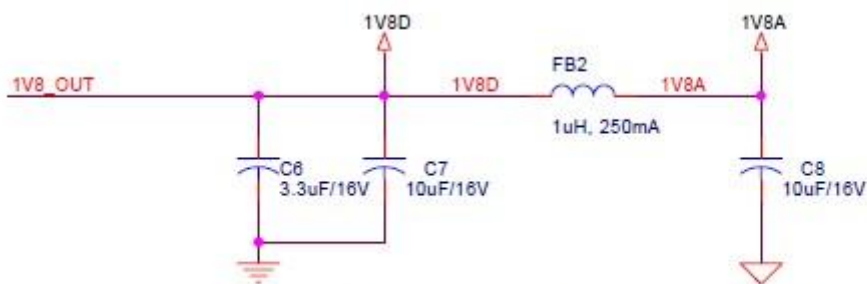 1V8D
1V8A
FB2
1V8_OUT
1V8D
1V8A
1uH, 250mA
C6
3.3uF/16V
C7
10uF/16V
C8
10uF/16V